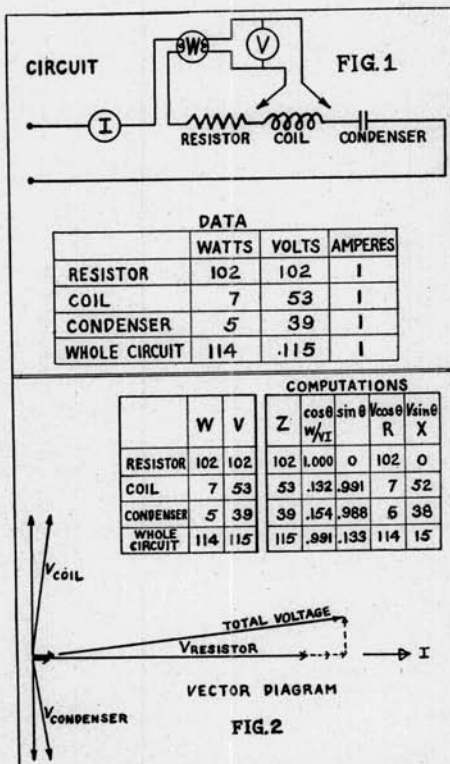 CIRCUIT
FIG. 1
W
V
I
RESISTOR COIL CONDENSER
DATA
WATTS VOLTS AMPERES
RESISTOR 102 102 1
COIL 7 53 1
CONDENSER 5 39 1
WHOLE CIRCUIT 114 .115 1
COMPUTATIONS
W V Z cosθ W/VI sinθ Vcosθ R Vsinθ X
RESISTOR 102 102 102 1.000 0 102 0
COIL 7 53 53 .132 .991 7 52
CONDENSER 5 39 39 .154 .988 6 38
WHOLE CIRCUIT 114 115 115 .991 .133 114 15
V COIL
TOTAL VOLTAGE
V RESISTOR
I
V CONDENSER
VECTOR DIAGRAM
FIG.2